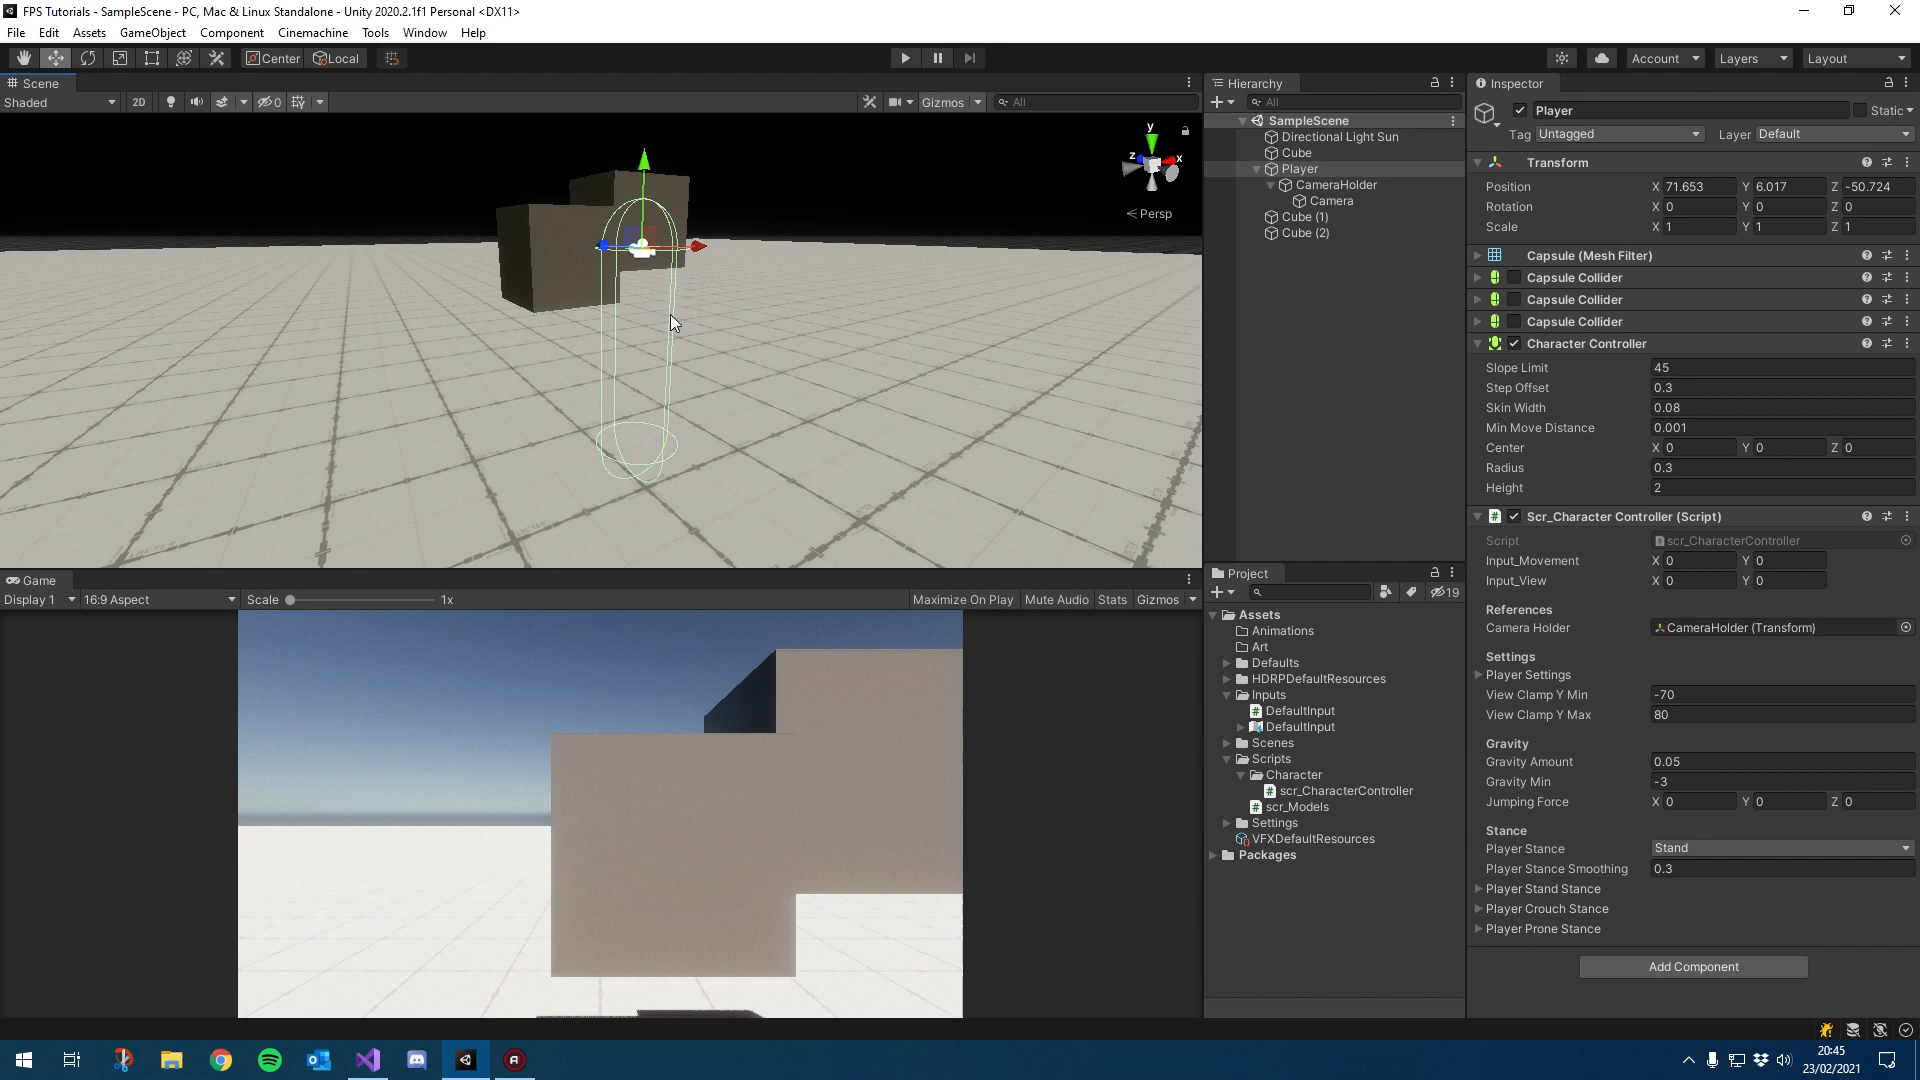 FPS Tutorials - SampleScene - PC, Mac & Linux Standalone - Unity 2020.2.1f1 Personal <DX11>
File Edit Assets GameObject Component Cinemachine Tools Window Help
Center Local Account Layers Layout
Scene
Shaded 2D 0 Gizmos All
y
z x
Persp
Game
Display 1 16:9 Aspect Scale 1x Maximize On Play Mute Audio Stats Gizmos
Hierarchy
All
SampleScene
Directional Light Sun
Cube
Player
CameraHolder
Camera
Cube (1)
Cube (2)
Project
19
Assets
Animations
Art
Defaults
HDRPDefaultResources
Inputs
DefaultInput
DefaultInput
Scenes
Scripts
Character
scr_CharacterController
scr_Models
Settings
VFXDefaultResources
Packages
Inspector
Player Static
Tag Untagged Layer Default
Transform
Position X 71.653 Y 6.017 Z -50.724
Rotation X 0 Y 0 Z 0
Scale X 1 Y 1 Z 1
Capsule (Mesh Filter)
Capsule Collider
Capsule Collider
Capsule Collider
Character Controller
Slope Limit 45
Step Offset 0.3
Skin Width 0.08
Min Move Distance 0.001
Center X 0 Y 0 Z 0
Radius 0.3
Height 2
Scr_Character Controller (Script)
Script scr_CharacterController
Input_Movement X 0 Y 0
Input_View X 0 Y 0
References
Camera Holder CameraHolder (Transform)
Settings
Player Settings
View Clamp Y Min -70
View Clamp Y Max 80
Gravity
Gravity Amount 0.05
Gravity Min -3
Jumping Force X 0 Y 0 Z 0
Stance
Player Stance Stand
Player Stance Smoothing 0.3
Player Stand Stance
Player Crouch Stance
Player Prone Stance
Add Component
20:45
23/02/2021